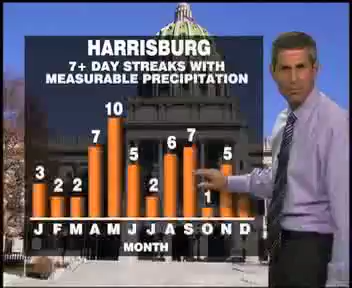 HARRISBURG
7+ DAY STREAKS WITH
MEASURABLE PRECIPITATION
3 2 2 7 10 5 2 6 7 1 5
J F M A M J J A S O N D
MONTH